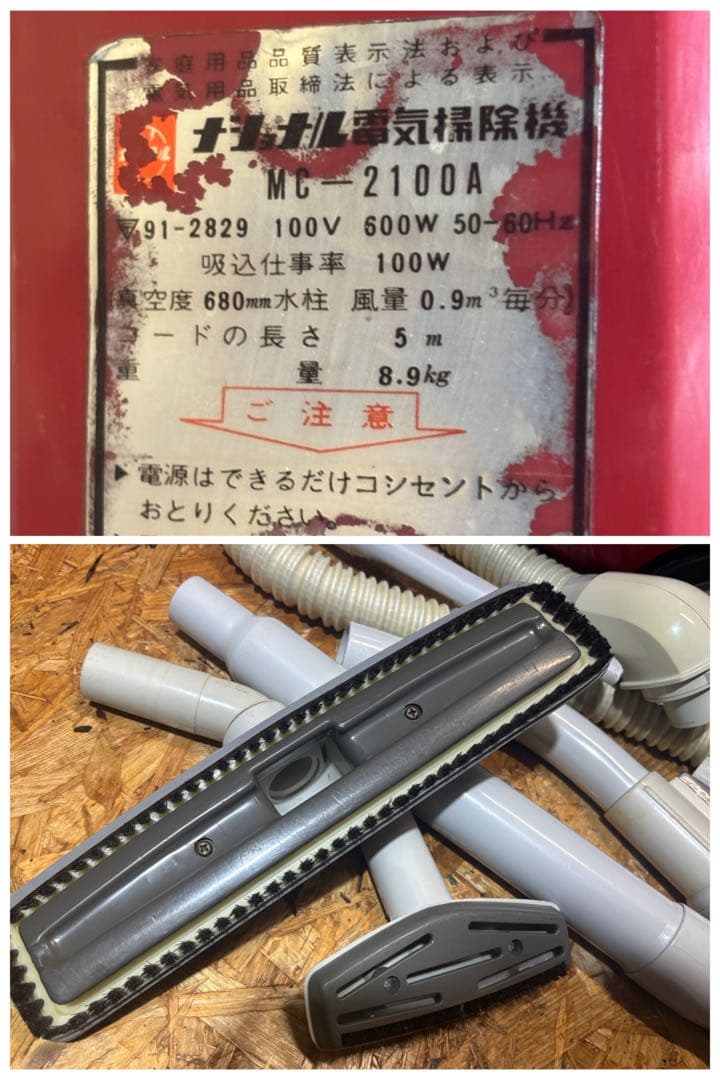 家庭用品品質表示法および
電気用品取締法による表示
ナショナル電気掃除機
MC-2100A
91-2829 100V 600W 50-60Hz
吸込仕事率 100W
(真空度 680mm水柱 風量 0.9m³毎分)
コードの長さ 5m
重量 8.9kg
ご注意
▶電源はできるだけコンセントから
おとりください。